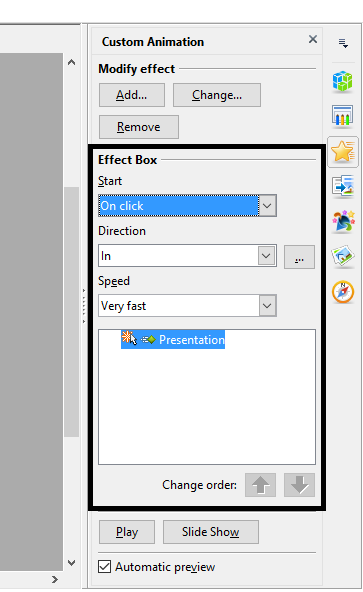 Custom Animation
Modify effect
Add... Change...
Remove
Effect Box
Start
On click
Direction
In ...
Speed
Very fast
Presentation
Change order:
Play Slide Show
Automatic preview